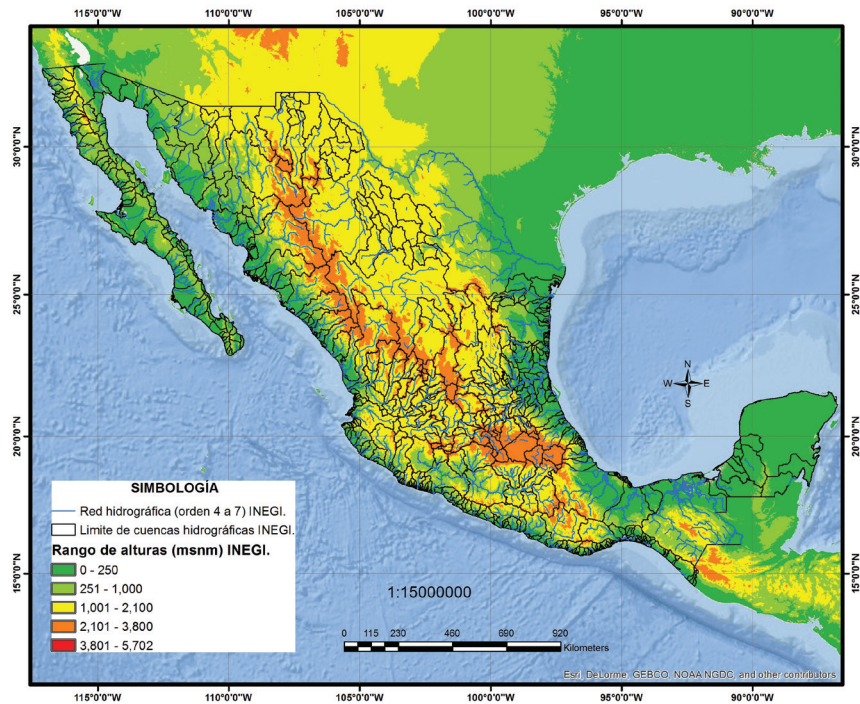 115°0'0"W 110°0'0"W 105°0'0"W 100°0'0"W 95°0'0"W 90°0'0"W
30°0'0"N 30°0'0"N
25°0'0"N 25°0'0"N
N
W E
S
20°0'0"N 20°0'0"N
SIMBOLOGÍA
Red hidrográfica (orden 4 a 7) INEGI.
Limite de cuencas hidrográficas INEGI.
Rango de alturas (msnm) INEGI.
0 - 250
251 - 1,000
1,001 - 2,100
2,101 - 3,800
3,801 - 5,702
15°0'0"N 15°0'0"N
1:15000000
0 115 230 460 690 920
Kilometers
Esri, DeLorme, GEBCO, NOAA NGDC, and other contributors
115°0'0"W 110°0'0"W 105°0'0"W 100°0'0"W 95°0'0"W 90°0'0"W